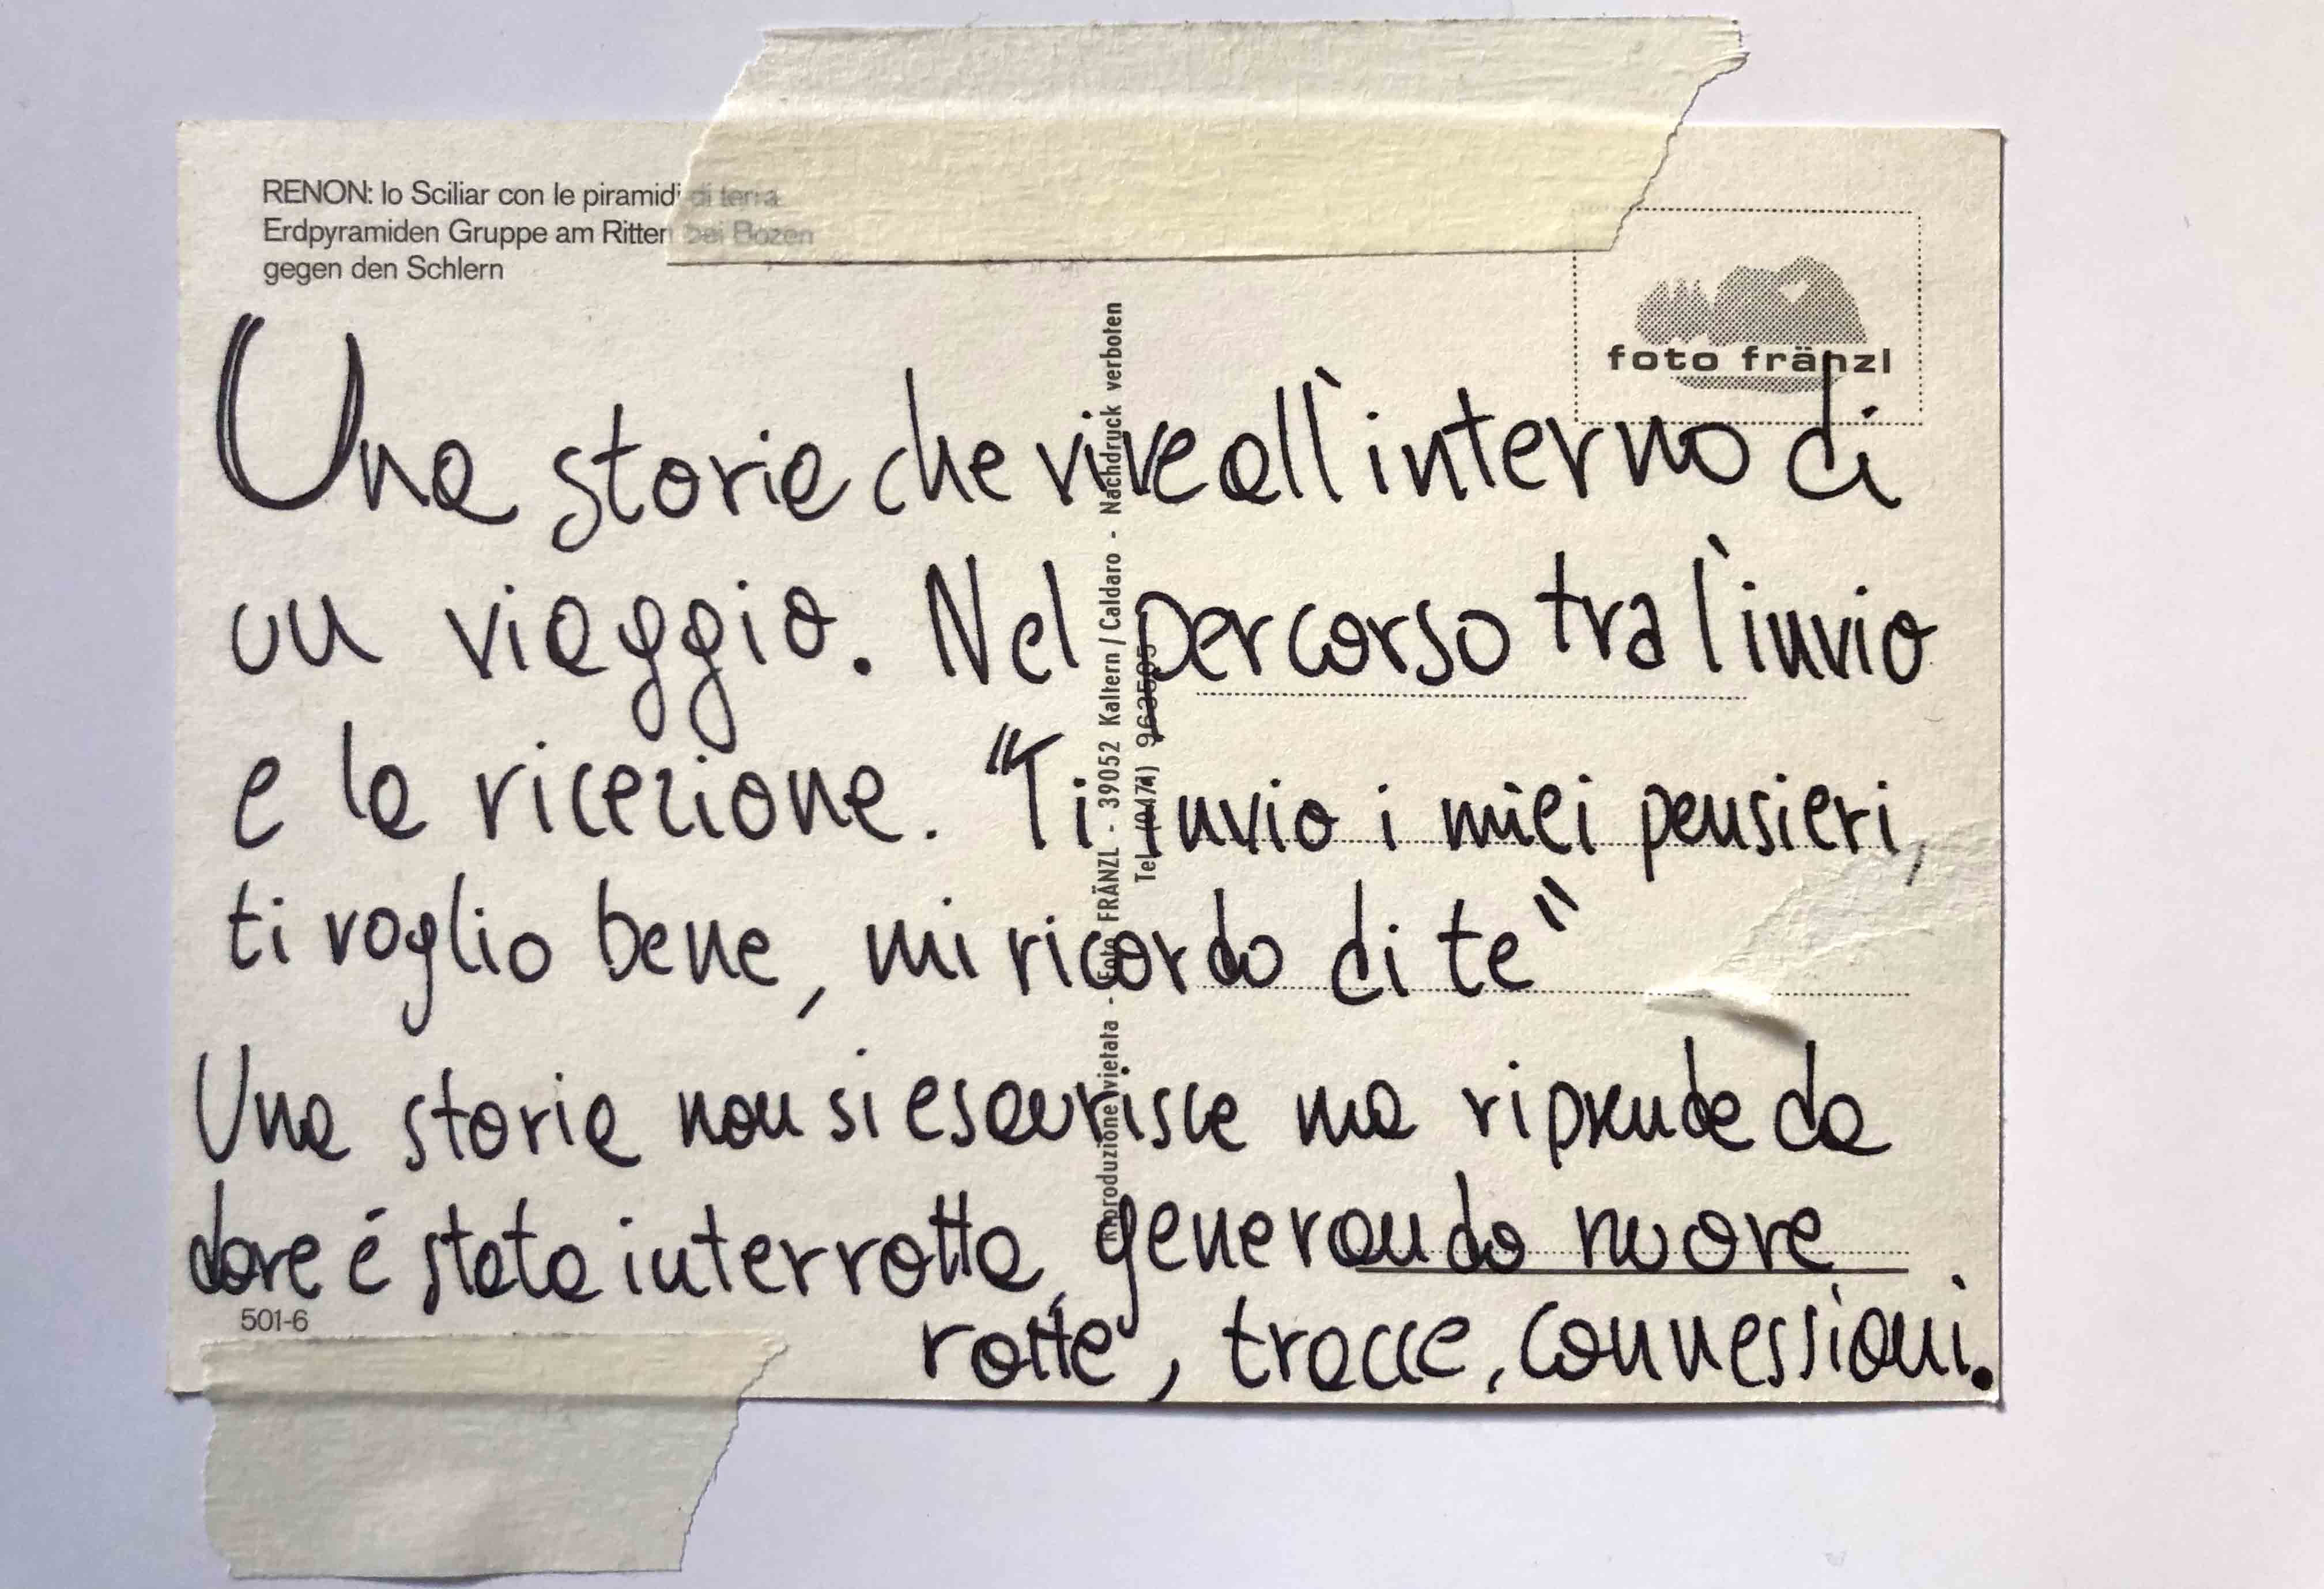 RENON: lo Sciliar con le piramidi di terra
Erdpyramiden Gruppe am Ritten bei Bozen
gegen den Schlern
foto fränzl
Una storia che vive all'interno di
un viaggio. Nel percorso tra l'invio
e la ricezione. "Ti invio i miei pensieri,
ti voglio bene, mi ricordo di te"
Una storia non si esaurisce ma riprende da
dove é stata interrotta, generando nuove
rotte, tracce, connessioni.
501-6
Riproduzione vietata - Foto FRÄNZL - 39052 Kaltern/Caldaro - Nachdruck verboten
Tel. (0471)